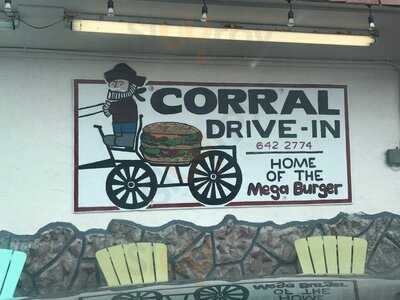 CORRAL
DRIVE-IN
642 2774
HOME
OF THE
Mega Burger